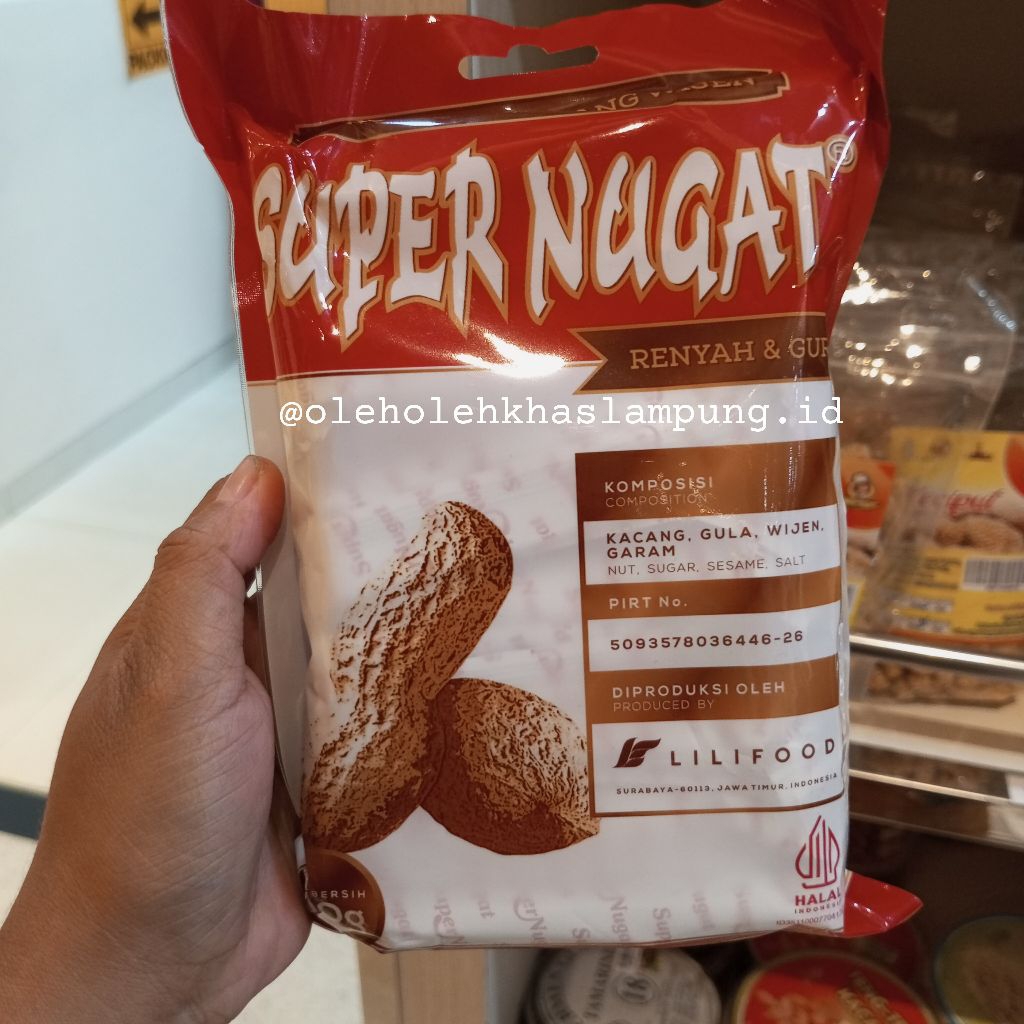 SUPER NUGAT®
RENYAH &
@oleholehkhaslampung.id
KOMPOSISI
COMPOSITION
KACANG, GULA, WIJEN,
GARAM
NUT, SUGAR, SESAME, SALT
PIRT No.
5093578036446-26
DIPRODUKSI OLEH
PRODUCED BY
LILIFOOD
SURABAYA-60113, JAWA TIMUR, INDONESIA
BERSIH
HALAL
INDONESIA